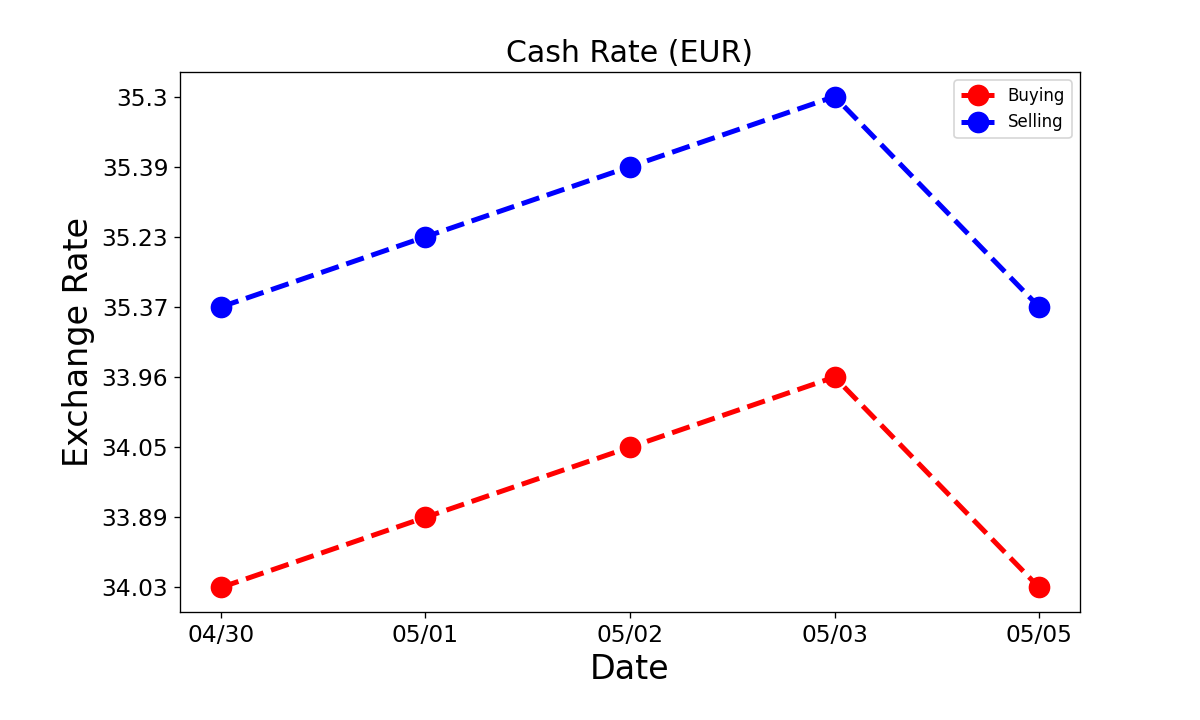 Cash Rate (EUR)
Buying
Selling
Exchange Rate
35.3
35.39
35.23
35.37
33.96
34.05
33.89
34.03
04/30 05/01 05/02 05/03 05/05
Date